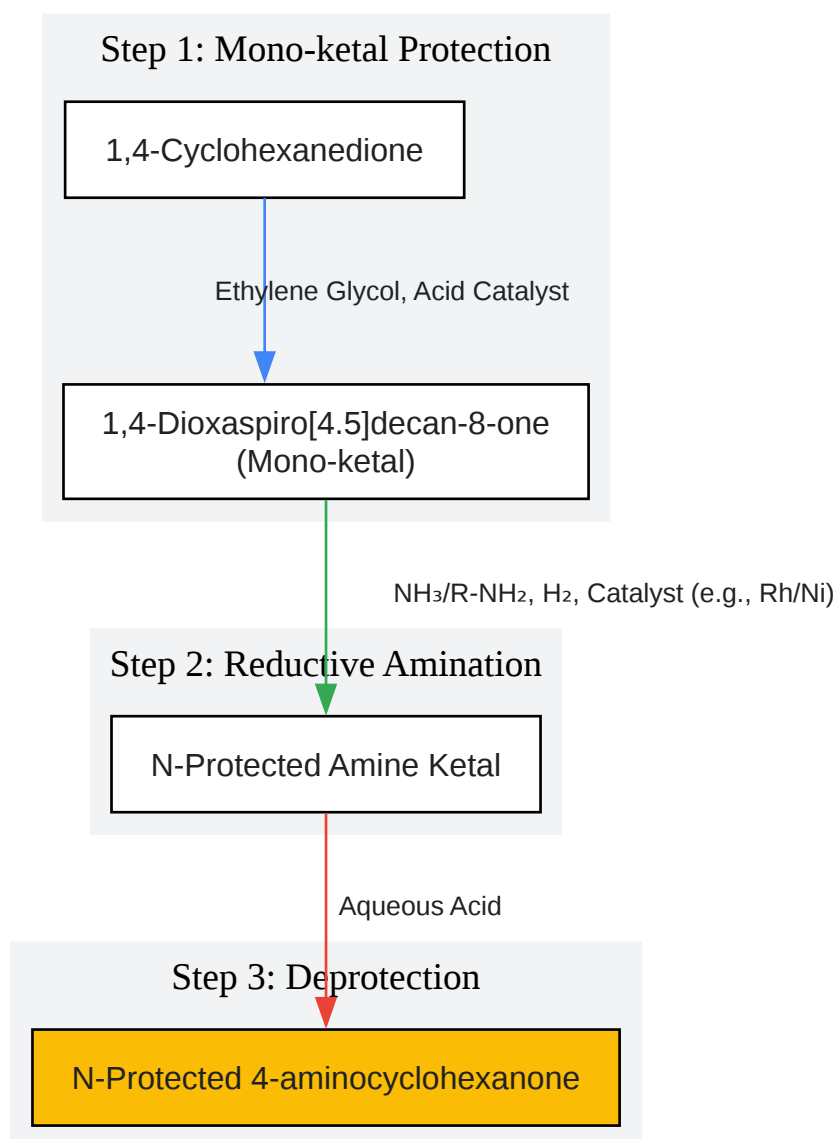 Step 1: Mono-ketal Protection
1,4-Cyclohexanedione
Ethylene Glycol, Acid Catalyst
1,4-Dioxaspiro[4.5]decan-8-one
(Mono-ketal)
NH₃/R-NH₂, H₂, Catalyst (e.g., Rh/Ni)
Step 2: Reductive Amination
N-Protected Amine Ketal
Aqueous Acid
Step 3: Deprotection
N-Protected 4-aminocyclohexanone